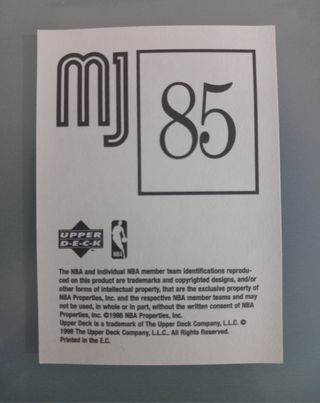 mj
85
UPPER
D·E·C·K
NBA
The NBA and individual NBA member team identifications reprodu-
ced on this product are trademarks and copyrighted designs, and/or
other forms of intellectual property, that are the exclusive property of
NBA Properties, Inc. and the respective NBA member teams and may
not be used, in whole or in part, without the written consent of NBA
Properties, Inc. ©1998 NBA Properties, Inc.
Upper Deck is a trademark of The Upper Deck Company, L.L.C. ©
1998 The Upper Deck Company, L.L.C.. All Rights Reserved.
Printed in the E.C.